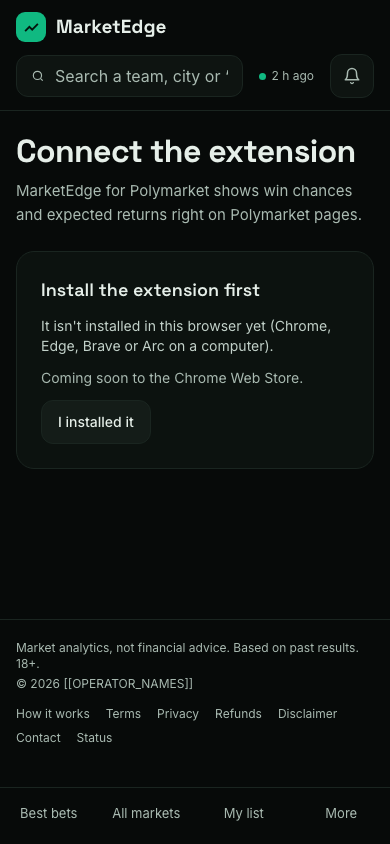 MarketEdge
Search a team, city or '
2 h ago
Connect the extension
MarketEdge for Polymarket shows win chances
and expected returns right on Polymarket pages.
Install the extension first
It isn't installed in this browser yet (Chrome,
Edge, Brave or Arc on a computer).
Coming soon to the Chrome Web Store.
I installed it
Market analytics, not financial advice. Based on past results.
18+.
© 2026 [[OPERATOR_NAMES]]
How it works Terms Privacy Refunds Disclaimer
Contact Status
Best bets All markets My list More